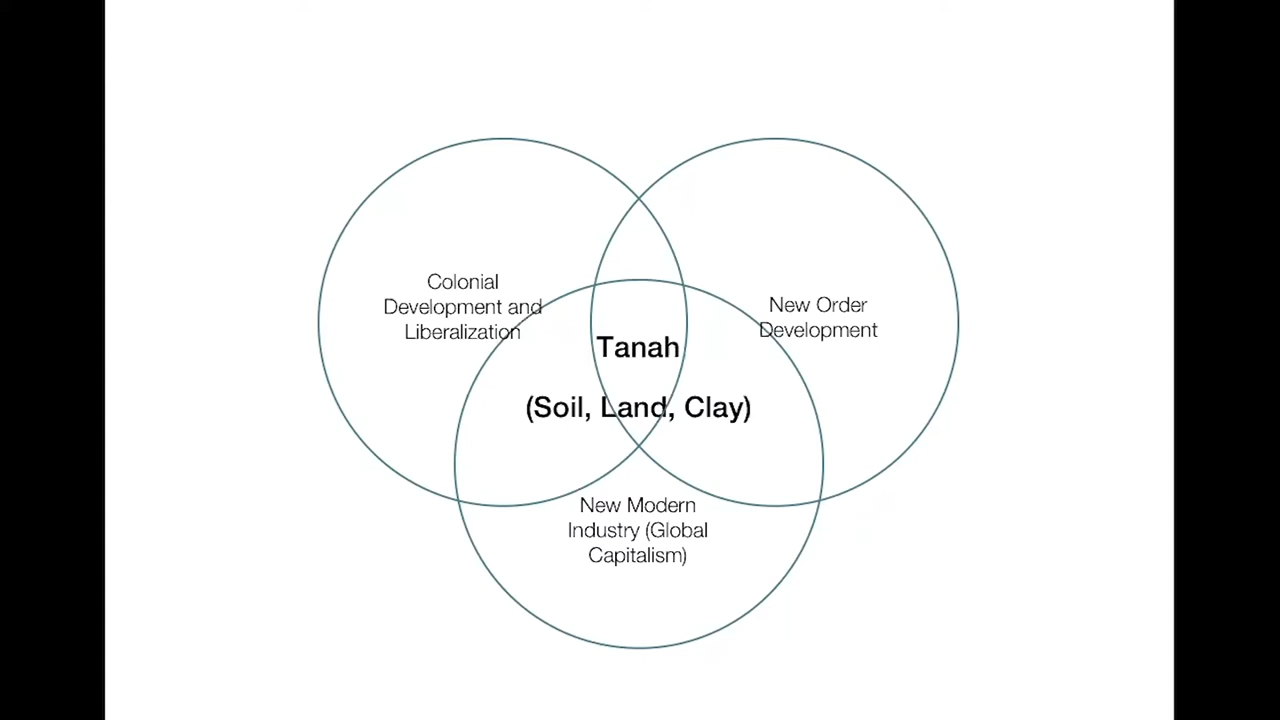 Colonial
Development and
Liberalization
New Order
Development
Tanah
(Soil, Land, Clay)
New Modern
Industry (Global
Capitalism)